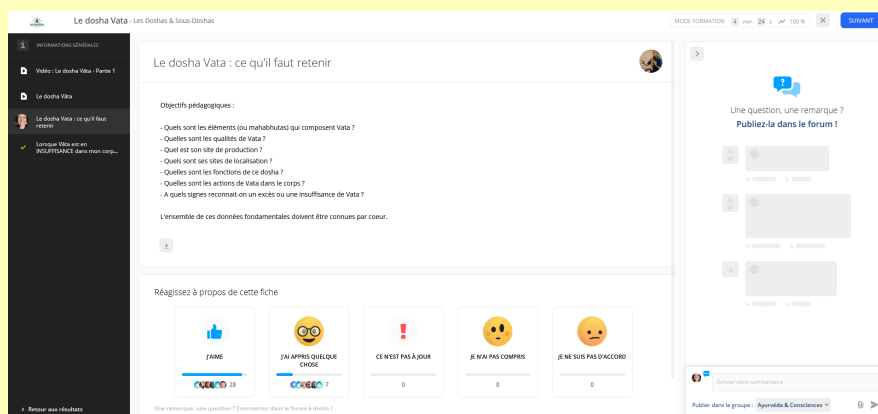 Le dosha Vata - Les Doshas & Sous-Doshas
MODE FORMATION 4 min 24 s 100 %
SUIVANT
INFORMATIONS GÉNÉRALES
Vidéo : Le dosha Vâta - Partie 1
Le dosha Vâta
Le dosha Vata : ce qu'il faut
retenir
Lorsque Vâta est en
INSUFFISANCE dans mon corp...
Retour aux résultats
Le dosha Vata : ce qu'il faut retenir
Objectifs pédagogiques :
- Quels sont les éléments (ou mahabhutas) qui composent Vata ?
- Quelles sont les qualités de Vata ?
- Quel est son site de production ?
- Quels sont ses sites de localisation ?
- Quelles sont les fonctions de ce dosha ?
- Quelles sont les actions de Vata dans le corps ?
- A quels signes reconnait-on un excès ou une insuffisance de Vata ?
L'ensemble de ces données fondamentales doivent être connues par coeur.
Réagissez à propos de cette fiche
J'AIME
28
J'AI APPRIS QUELQUE
CHOSE
7
CE N'EST PAS À JOUR
0
JE N'AI PAS COMPRIS
0
JE NE SUIS PAS D'ACCORD
0
Une remarque, une question ? Commentez dans le forum à droite !
Une question, une remarque ?
Publiez-la dans le forum !
Écrivez votre commentaire
Publier dans le groupe : Ayurvéda & Consciences